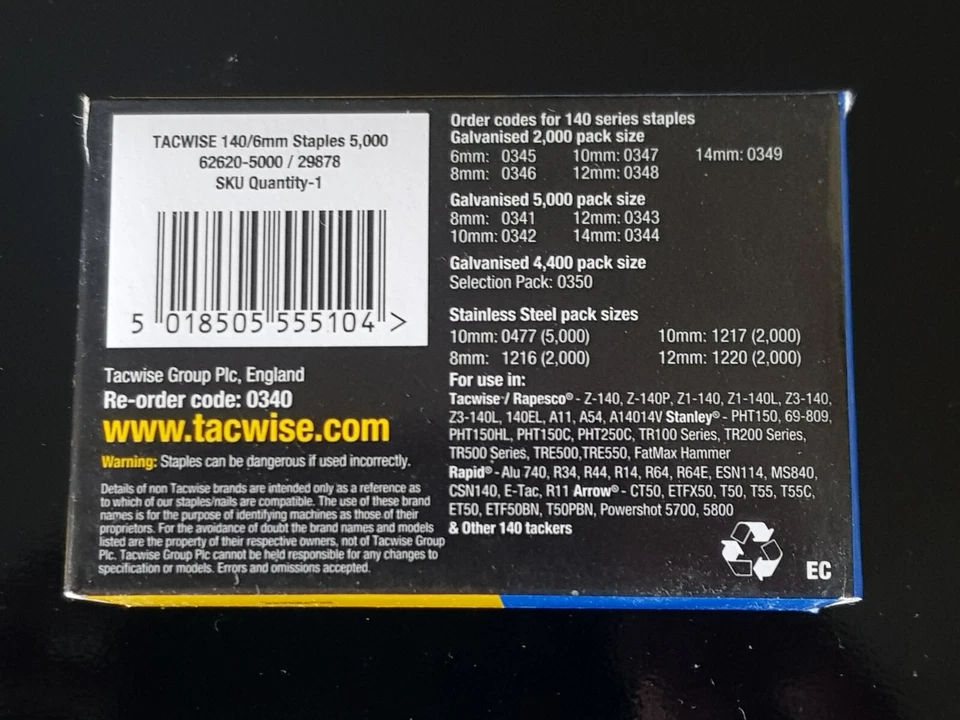 TACWISE 140/6mm Staples 5,000
62620-5000 / 29878
SKU Quantity-1
5 018505 555104 >
Tacwise Group Plc, England
Re-order code: 0340
www.tacwise.com
Warning: Staples can be dangerous if used incorrectly.
Details of non Tacwise brands are intended only as a reference as
to which of our staples/nails are compatible. The use of these brand
names is for the purpose of identifying machines as those of their
proprietors. For the avoidance of doubt the brand names and models
listed are the property of their respective owners, not of Tacwise Group
Plc. Tacwise Group Plc cannot be held responsible for any changes to
specification or models. Errors and omissions accepted.
Order codes for 140 series staples
Galvanised 2,000 pack size
6mm: 0345 10mm: 0347 14mm: 0349
8mm: 0346 12mm: 0348
Galvanised 5,000 pack size
8mm: 0341 12mm: 0343
10mm: 0342 14mm: 0344
Galvanised 4,400 pack size
Selection Pack: 0350
Stainless Steel pack sizes
10mm: 0477 (5,000) 10mm: 1217 (2,000)
8mm: 1216 (2,000) 12mm: 1220 (2,000)
For use in:
Tacwise / Rapesco® - Z-140, Z-140P, Z1-140, Z1-140L, Z3-140,
Z3-140L, 140EL, A11, A54, A14014V Stanley® - PHT150, 69-809,
PHT150HL, PHT150C, PHT250C, TR100 Series, TR200 Series,
TR500 Series, TRE500,TRE550, FatMax Hammer
Rapid® - Alu 740, R34, R44, R14, R64, R64E, ESN114, MS840,
CSN140, E-Tac, R11 Arrow® - CT50, ETFX50, T50, T55, T55C,
ET50, ETF50BN, T50PBN, Powershot 5700, 5800
& Other 140 tackers
EC